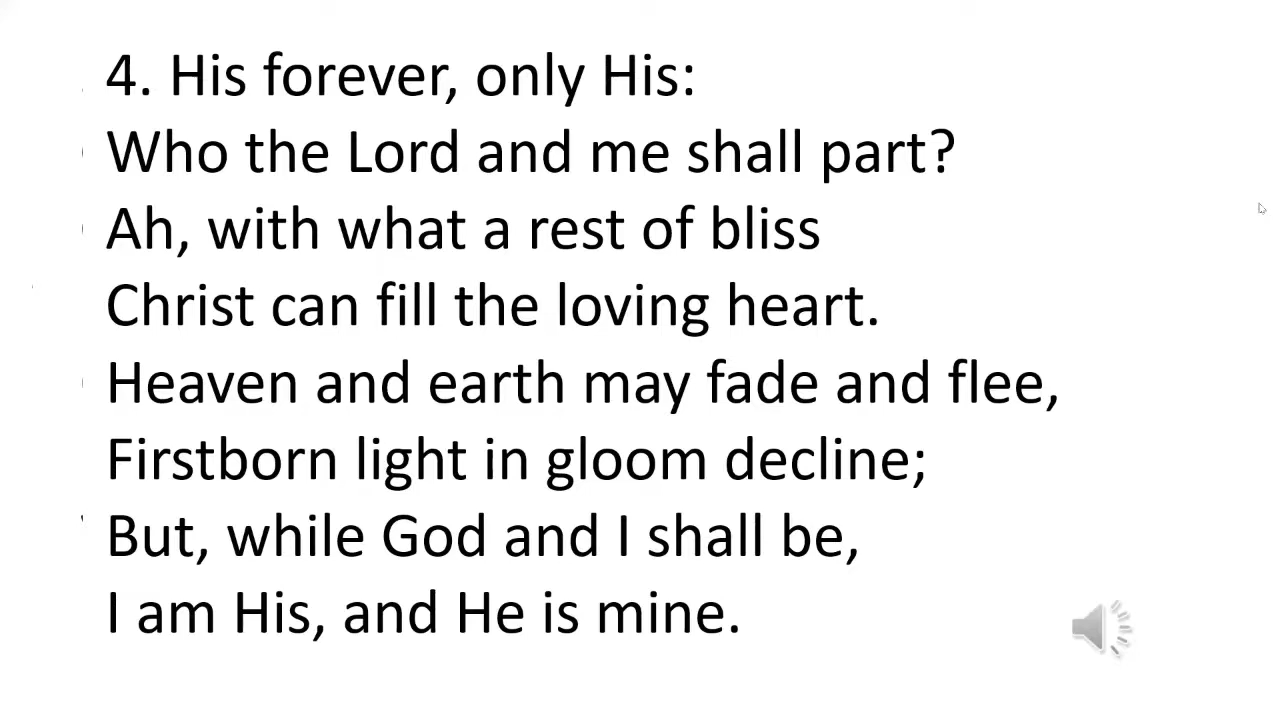 4. His forever, only His:
Who the Lord and me shall part?
Ah, with what a rest of bliss
Christ can fill the loving heart.
Heaven and earth may fade and flee,
Firstborn light in gloom decline;
But, while God and I shall be,
I am His, and He is mine.